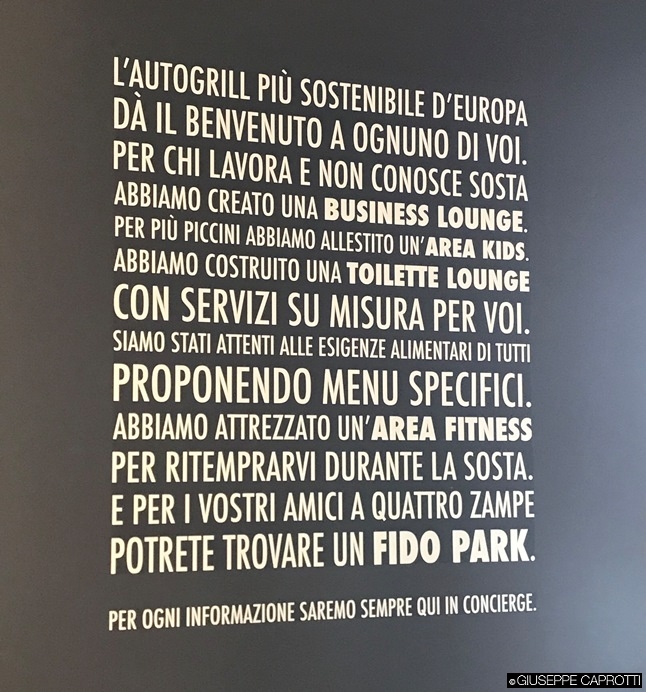 L'AUTOGRILL PIÙ SOSTENIBILE D'EUROPA
DÀ IL BENVENUTO A OGNUNO DI VOI.
PER CHI LAVORA E NON CONOSCE SOSTA
ABBIAMO CREATO UNA BUSINESS LOUNGE.
PER PIÙ PICCINI ABBIAMO ALLESTITO UN'AREA KIDS.
ABBIAMO COSTRUITO UNA TOILETTE LOUNGE
CON SERVIZI SU MISURA PER VOI.
SIAMO STATI ATTENTI ALLE ESIGENZE ALIMENTARI DI TUTTI
PROPONENDO MENU SPECIFICI.
ABBIAMO ATTREZZATO UN'AREA FITNESS
PER RITEMPRARVI DURANTE LA SOSTA.
E PER I VOSTRI AMICI A QUATTRO ZAMPE
POTRETE TROVARE UN FIDO PARK.
PER OGNI INFORMAZIONE SAREMO SEMPRE QUI IN CONCIERGE.
© GIUSEPPE CAPROTTI